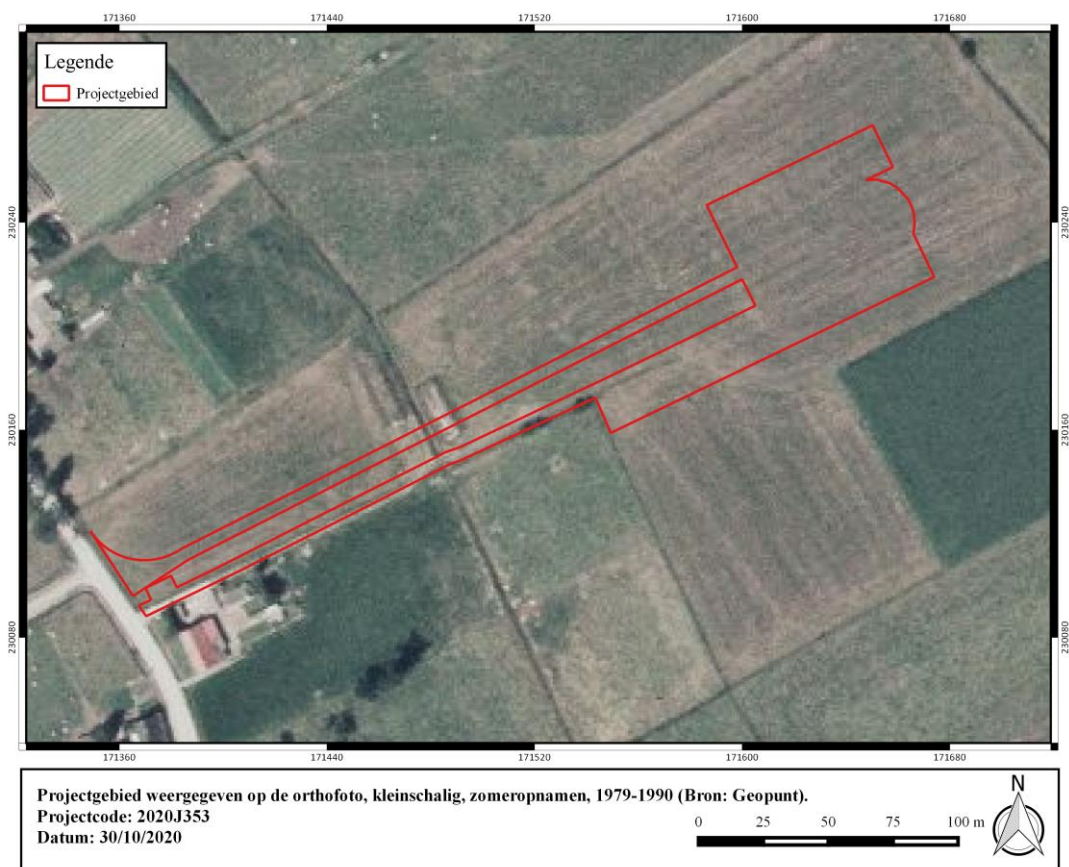 171360 171440 171520 171600 171680
Legende
Projectgebied
230240 230240
230160 230160
230080 230080
171360 171440 171520 171600 171680
Projectgebied weergegeven op de orthofoto, kleinschalig, zomeropnamen, 1979-1990 (Bron: Geopunt).
Projectcode: 2020J353
Datum: 30/10/2020
0 25 50 75 100 m
N